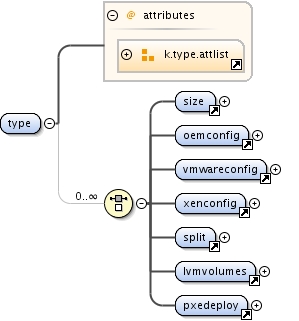 @ attributes
k.type.attlist
type
0..∞
size
oemconfig
vmwareconfig
xenconfig
split
lvmvolumes
pxedeploy